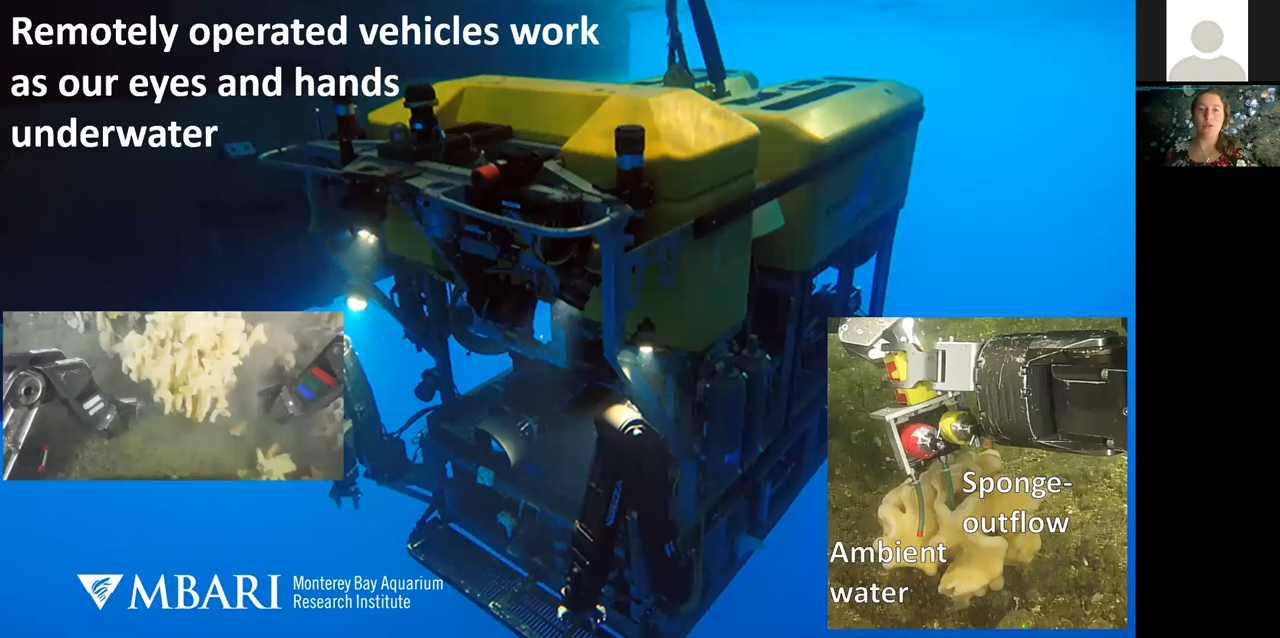 Remotely operated vehicles work
as our eyes and hands
underwater
Sponge-
outflow
Ambient
water
MBARI
Monterey Bay Aquarium
Research Institute